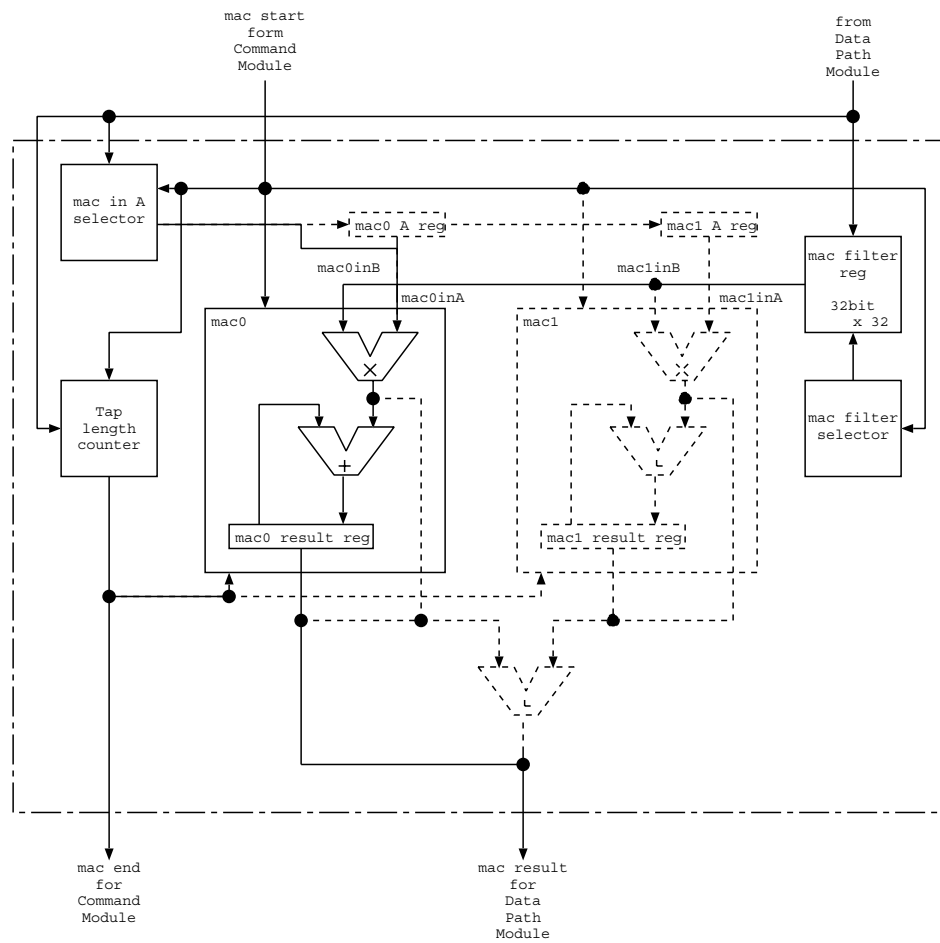 mac start
form
Command
Module
from
Data
Path
Module
mac in A
selector
mac0 A reg
mac1 A reg
mac filter
reg
32bit
x 32
mac0inB
mac1inB
mac0inA
mac1inA
mac0
mac1
Tap
length
counter
mac filter
selector
mac0 result reg
mac1 result reg
mac end
for
Command
Module
mac result
for
Data
Path
Module